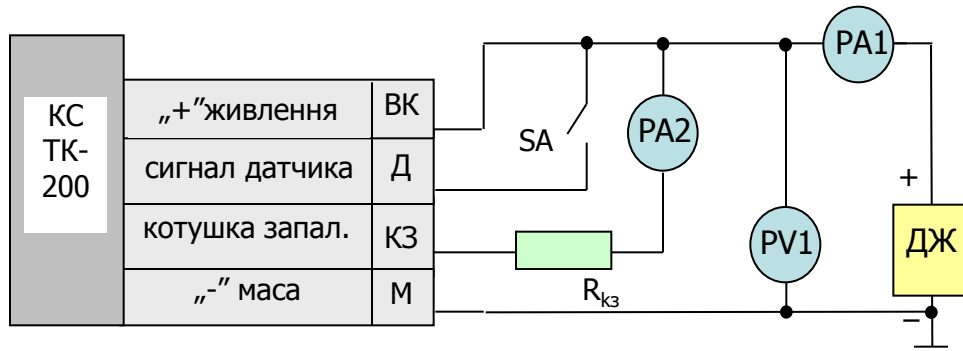 КС
ТК-
200
„+”живлення
ВК
сигнал датчика
Д
котушка запал.
КЗ
„-” маса
М
SA
PA2
PA1
PV1
Rкз
+
ДЖ
–